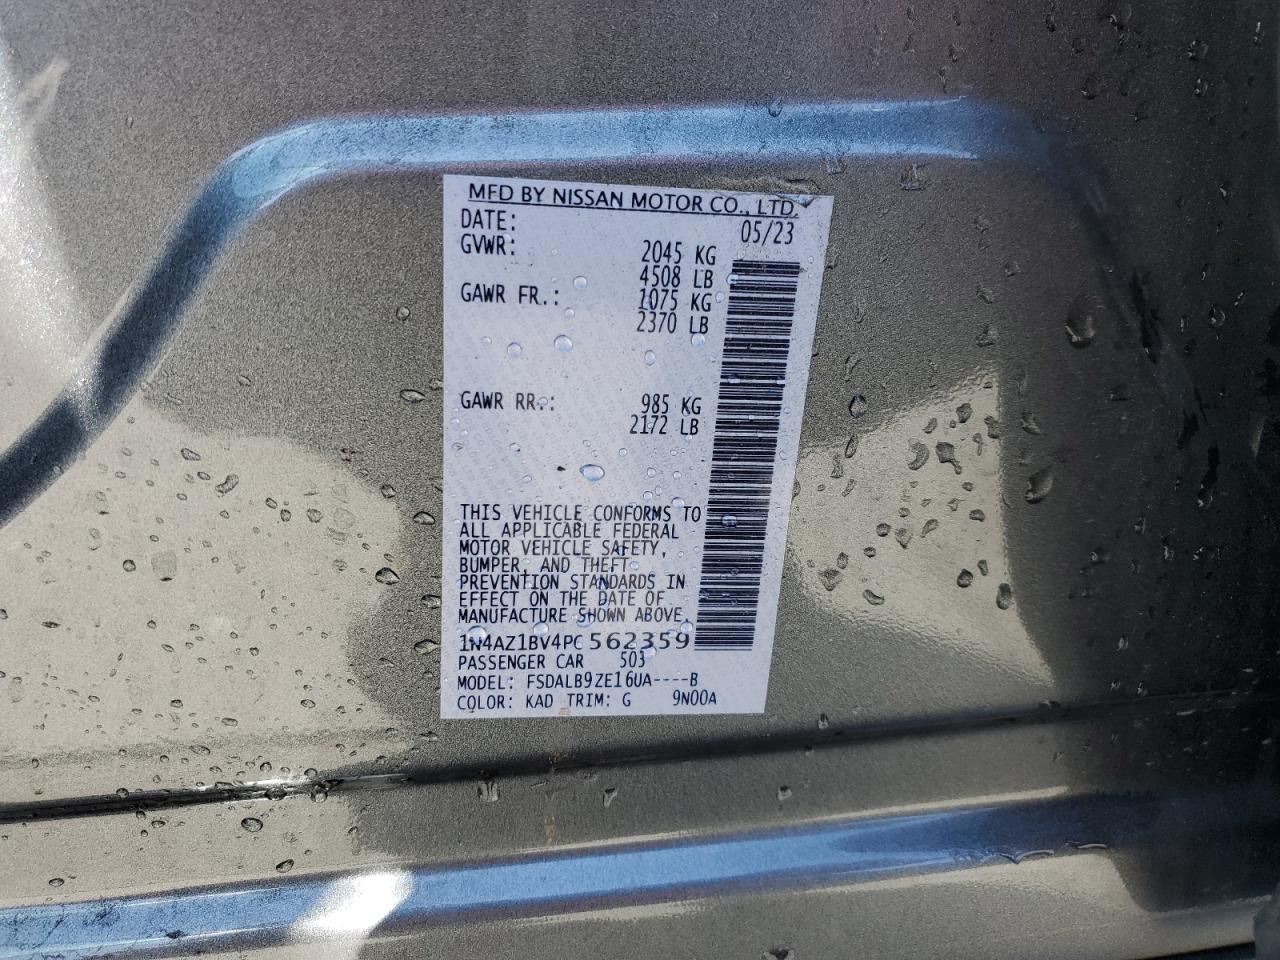 MFD BY NISSAN MOTOR CO., LTD.
DATE: 05/23
GVWR: 2045 KG
4508 LB
GAWR FR.: 1075 KG
2370 LB
GAWR RR.: 985 KG
2172 LB
THIS VEHICLE CONFORMS TO
ALL APPLICABLE FEDERAL
MOTOR VEHICLE SAFETY,
BUMPER, AND THEFT
PREVENTION STANDARDS IN
EFFECT ON THE DATE OF
MANUFACTURE SHOWN ABOVE.
1N4AZ1BV4PC562359
PASSENGER CAR 503
MODEL: FSDALB9ZE16UA----B
COLOR: KAD TRIM: G 9N00A